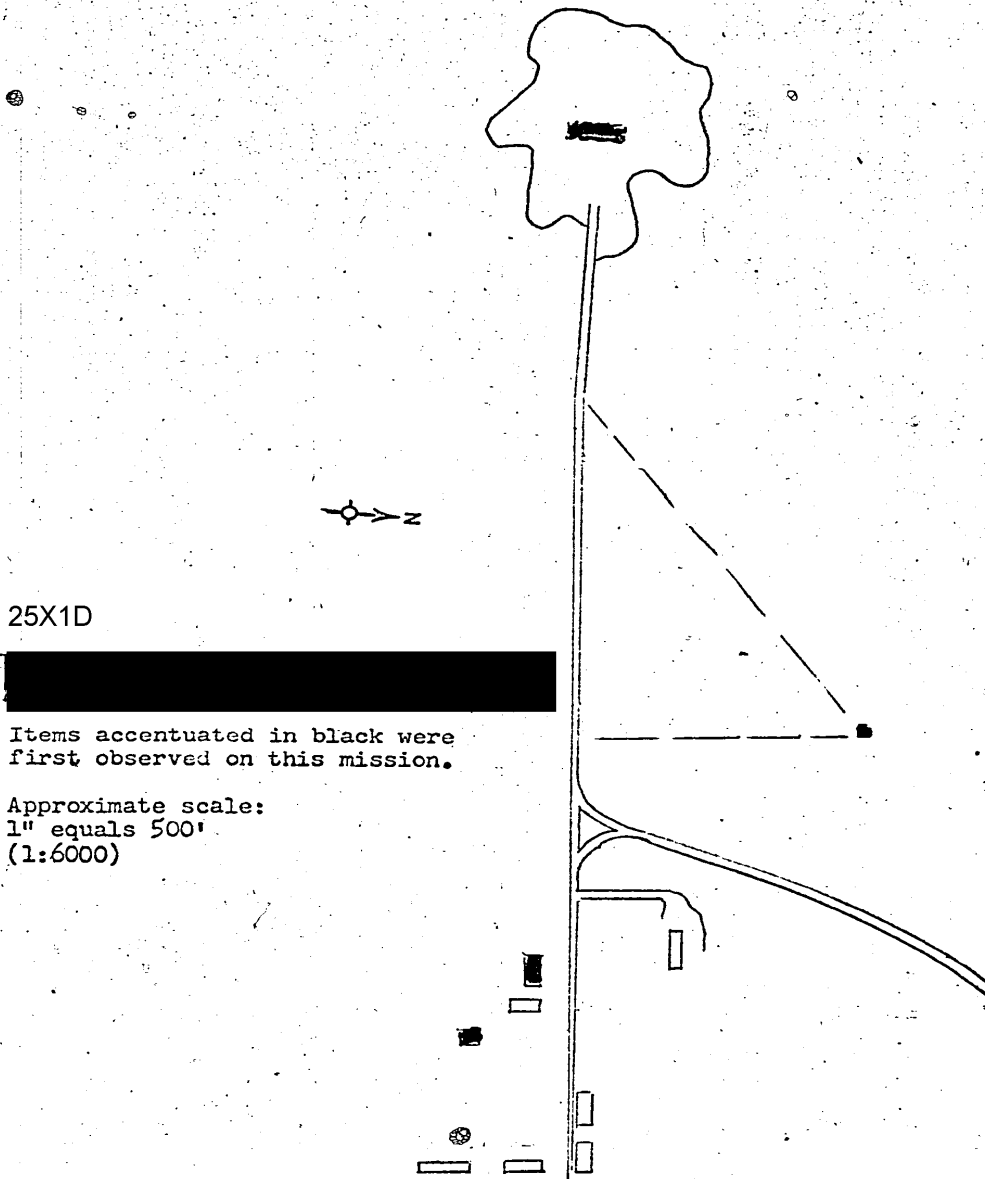 N
25X1D
Items accentuated in black were
first observed on this mission.
Approximate scale:
1" equals 500'
(1:6000)